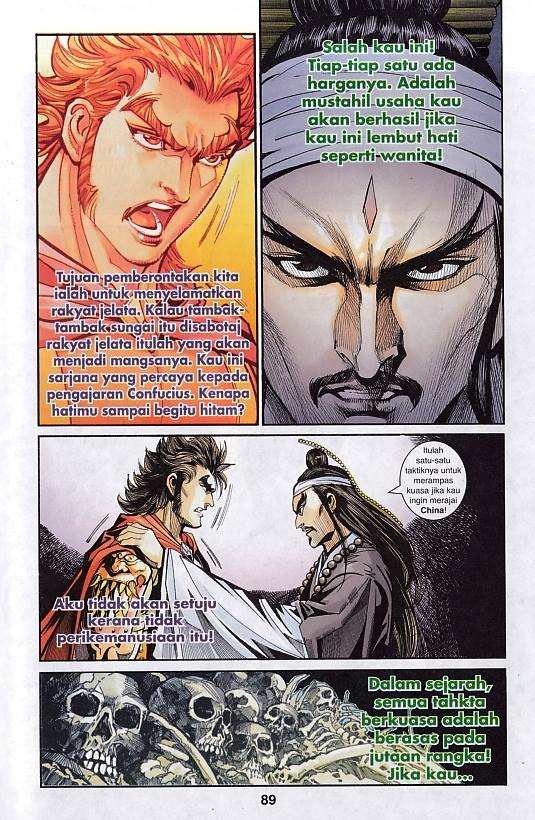 Tujuan pemberontakan kita
ialah untuk menyelamatkan
rakyat jelata. Kalau tambak-
tambak sungai itu disabotaj
rakyat jelata itulah yang akan
menjadi mangsanya. Kau ini
sarjana yang percaya kepada
pengajaran Confucius. Kenapa
hatimu sampai begitu hitam?
Salah kau ini!
Tiap-tiap satu ada
harganya. Adalah
mustahil usaha kau
akan berhasil jika
kau ini lembut hati
seperti wanita!
Aku tidak akan setuju
kerana tidak
perikemanusiaan itu!
Itulah
satu-satu
taktiknya untuk
merampas
kuasa jika kau
ingin merajai
China!
Dalam sejarah,
semua tahkta
berkuasa adalah
berasas pada
jutaan rangka!
Jika kau...
89